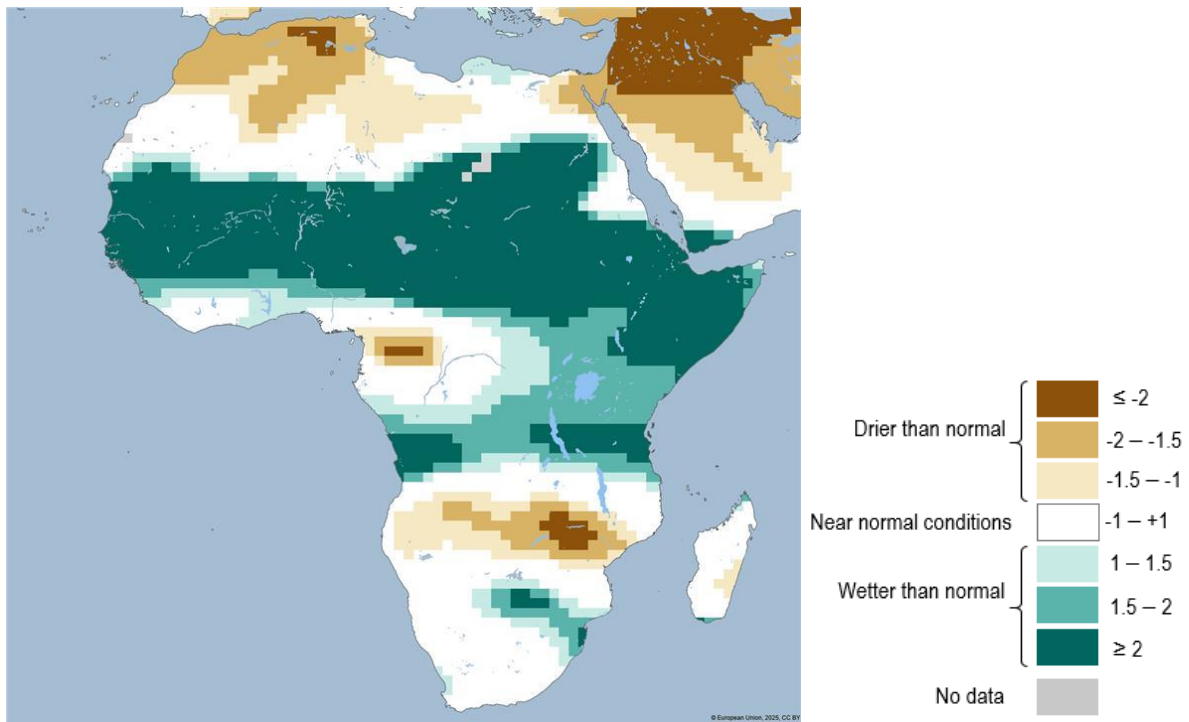 ≤ -2
Drier than normal
-2 – -1.5
-1.5 – -1
Near normal conditions
-1 – +1
1 – 1.5
Wetter than normal
1.5 – 2
≥ 2
No data
© European Union, 2025, CC BY